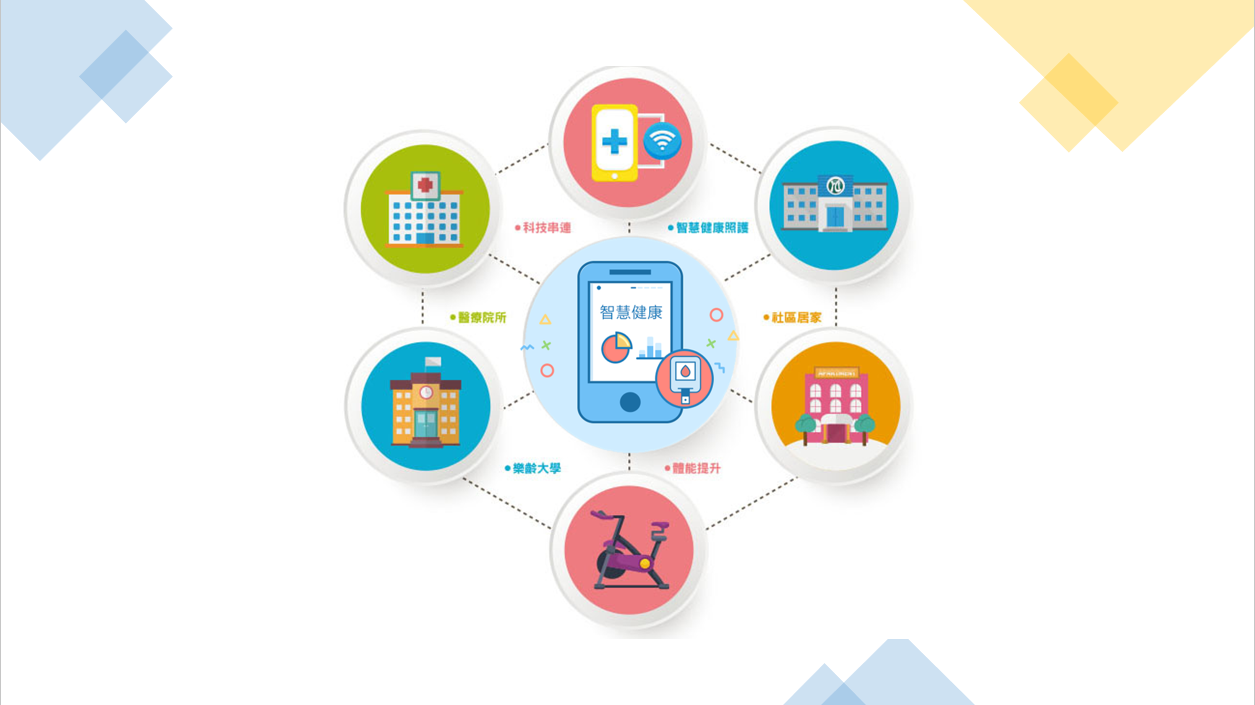 ●科技串連
●智慧健康照護
智慧健康
●醫療院所
●社區居家
●樂齡大學
●體能提升